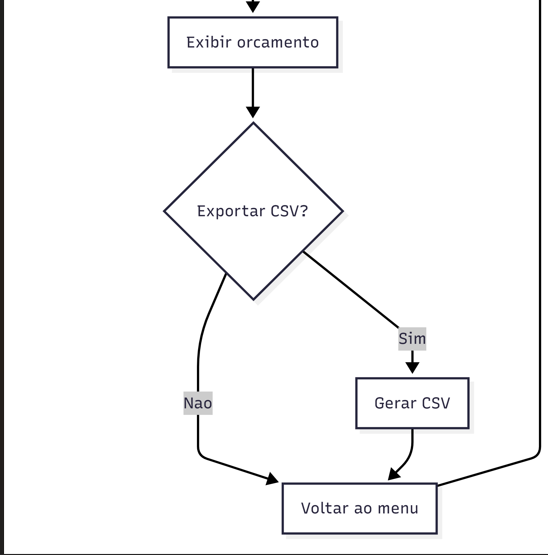 Exibir orcamento
Exportar CSV?
Sim
Nao
Gerar CSV
Voltar ao menu